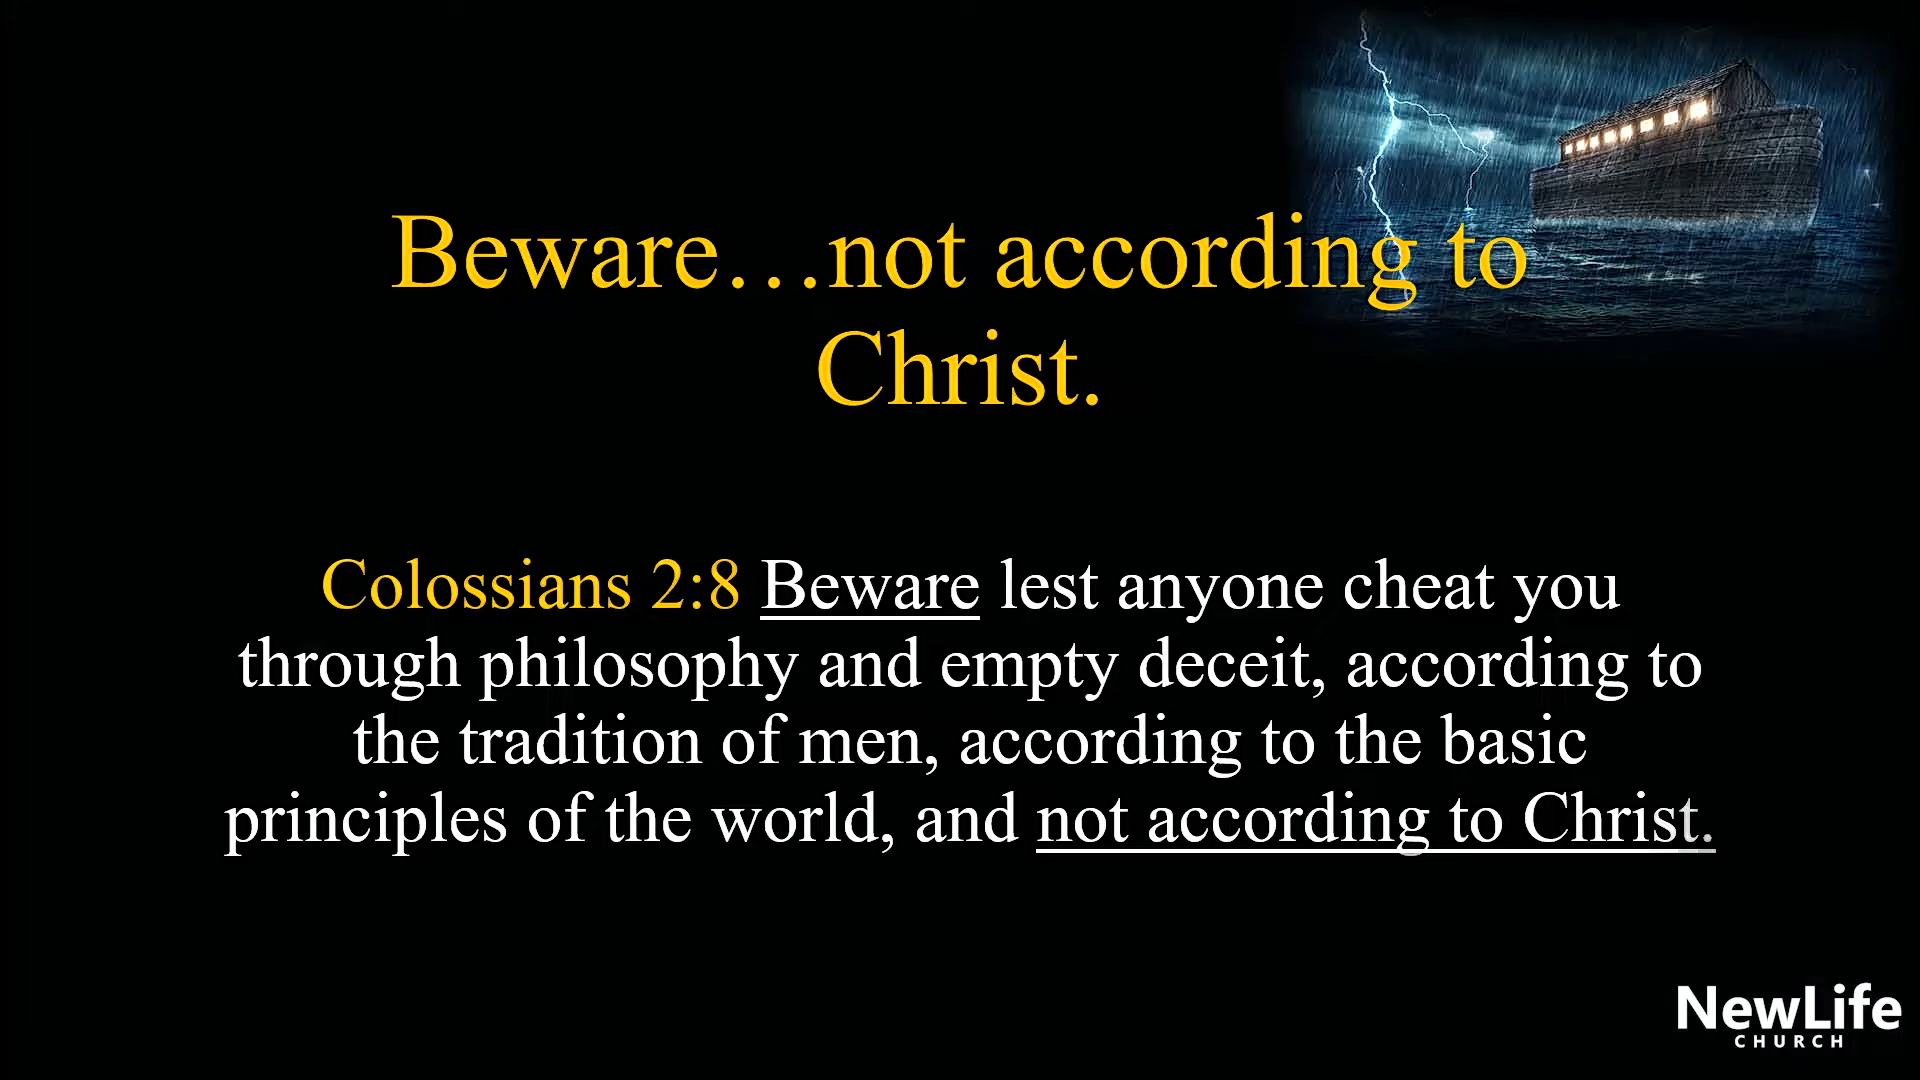 Beware…not according to
Christ.
Colossians 2:8 Beware lest anyone cheat you
through philosophy and empty deceit, according to
the tradition of men, according to the basic
principles of the world, and not according to Christ.
NewLife
CHURCH